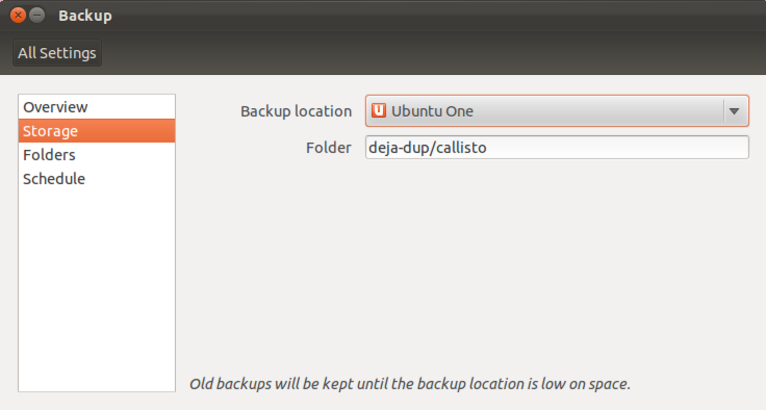 Backup
All Settings
Overview
Storage
Folders
Schedule
Backup location
Ubuntu One
Folder
deja-dup/callisto
Old backups will be kept until the backup location is low on space.